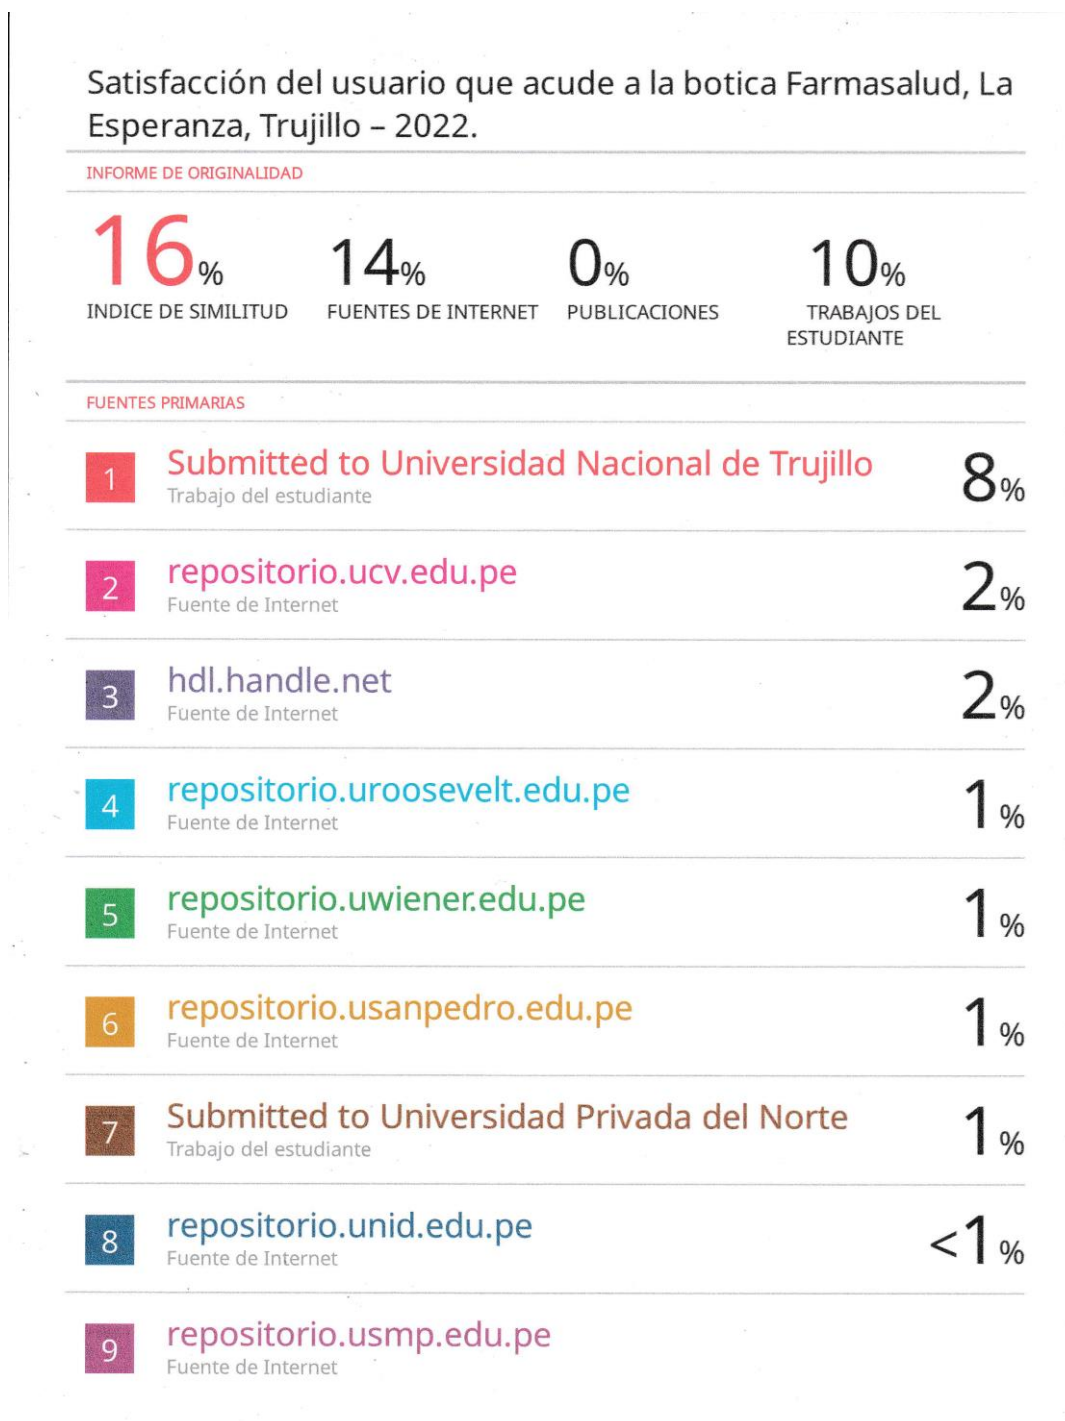 Satisfacción del usuario que acude a la botica Farmasalud, La
Esperanza, Trujillo – 2022.
INFORME DE ORIGINALIDAD
16%
INDICE DE SIMILITUD
14%
FUENTES DE INTERNET
0%
PUBLICACIONES
10%
TRABAJOS DEL
ESTUDIANTE
FUENTES PRIMARIAS
1
Submitted to Universidad Nacional de Trujillo
Trabajo del estudiante
8%
2
repositorio.ucv.edu.pe
Fuente de Internet
2%
3
hdl.handle.net
Fuente de Internet
2%
4
repositorio.uroosevelt.edu.pe
Fuente de Internet
1%
5
repositorio.uwiener.edu.pe
Fuente de Internet
1%
6
repositorio.usanpedro.edu.pe
Fuente de Internet
1%
7
Submitted to Universidad Privada del Norte
Trabajo del estudiante
1%
8
repositorio.unid.edu.pe
Fuente de Internet
<1%
9
repositorio.usmp.edu.pe
Fuente de Internet